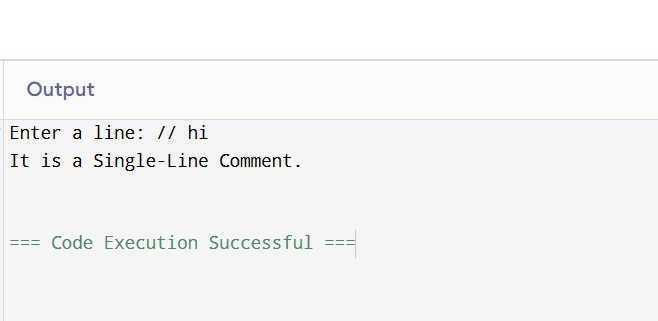 Output
Enter a line: // hi
It is a Single-Line Comment.
=== Code Execution Successful ===